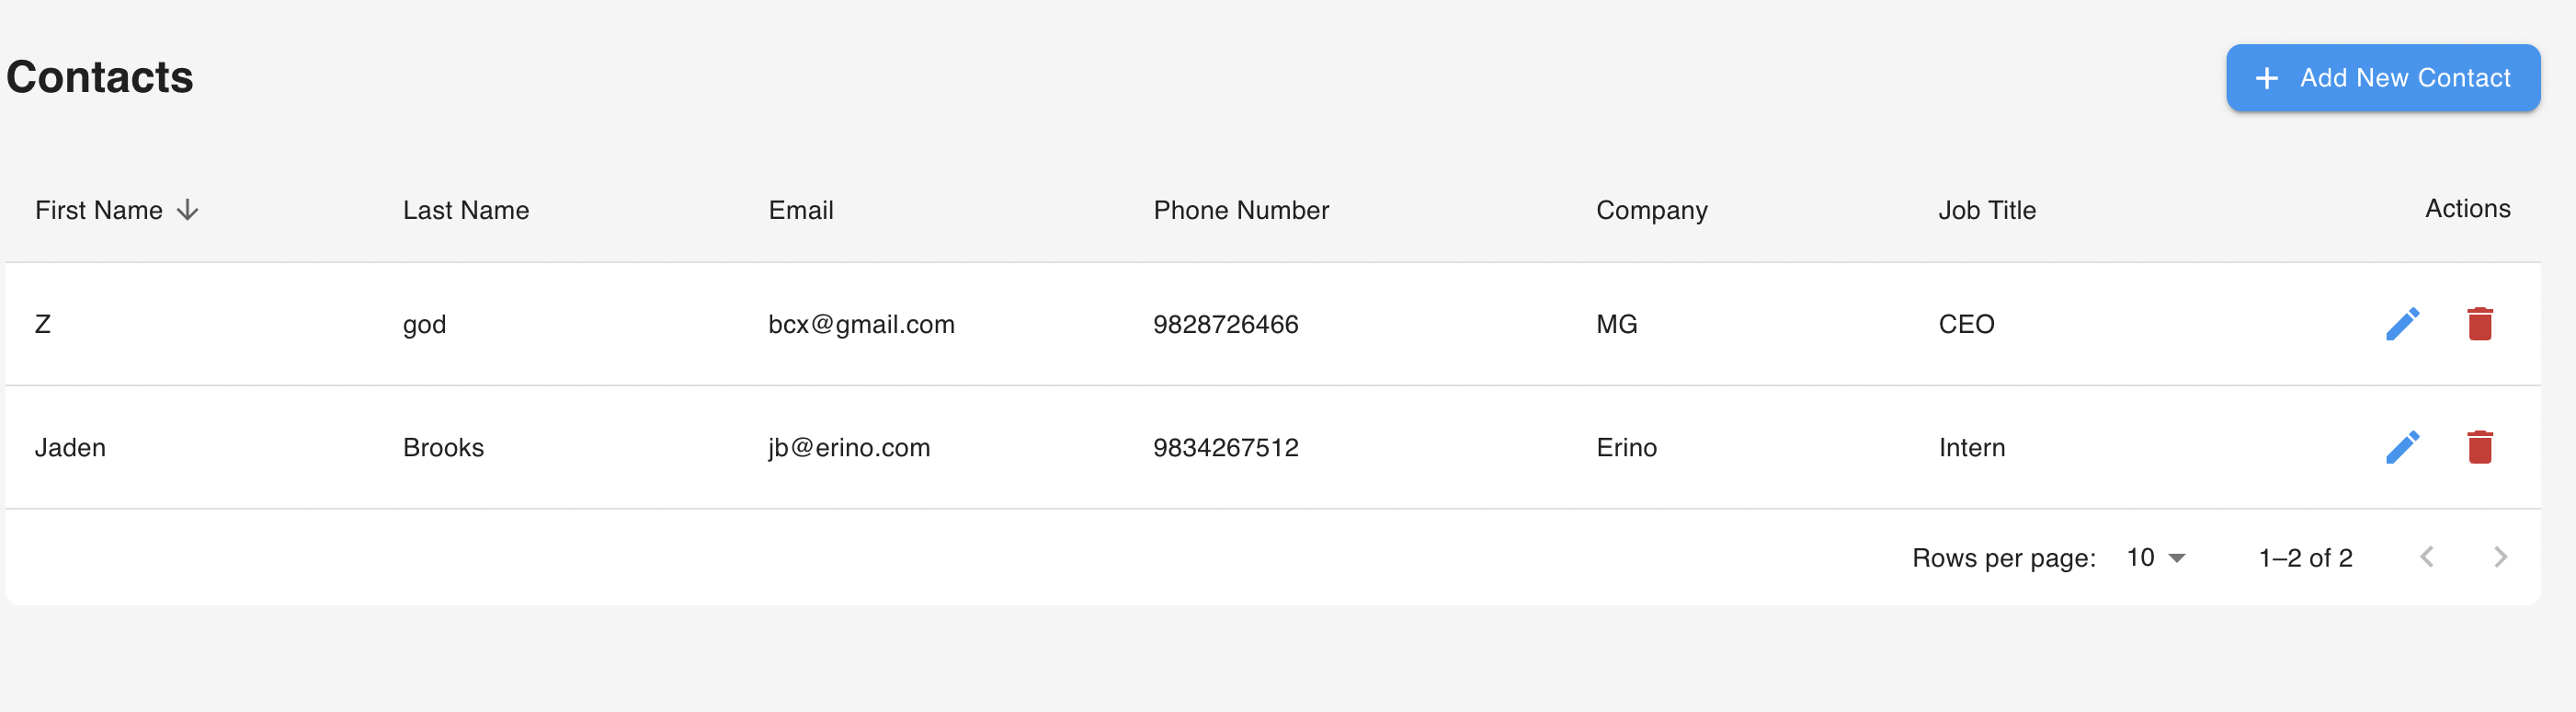 Contacts
+ Add New Contact
First Name ↓ Last Name Email Phone Number Company Job Title Actions
Z god bcx@gmail.com 9828726466 MG CEO
Jaden Brooks jb@erino.com 9834267512 Erino Intern
Rows per page: 10 1–2 of 2